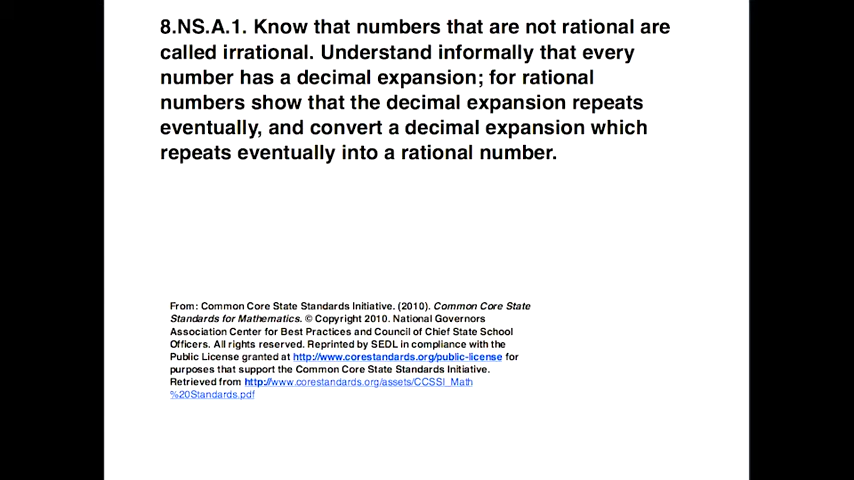 8.NS.A.1. Know that numbers that are not rational are
called irrational. Understand informally that every
number has a decimal expansion; for rational
numbers show that the decimal expansion repeats
eventually, and convert a decimal expansion which
repeats eventually into a rational number.
From: Common Core State Standards Initiative. (2010). Common Core State
Standards for Mathematics. © Copyright 2010. National Governors
Association Center for Best Practices and Council of Chief State School
Officers. All rights reserved. Reprinted by SEDL in compliance with the
Public License granted at http://www.corestandards.org/public-license for
purposes that support the Common Core State Standards Initiative.
Retrieved from http://www.corestandards.org/assets/CCSSI_Math
%20Standards.pdf